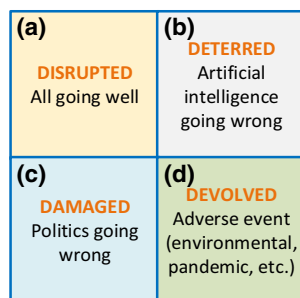 (a)
DISRUPTED
All going well
(b)
DETERRED
Artificial
intelligence
going wrong
(c)
DAMAGED
Politics going
wrong
(d)
DEVOLVED
Adverse event
(environmental,
pandemic, etc.)